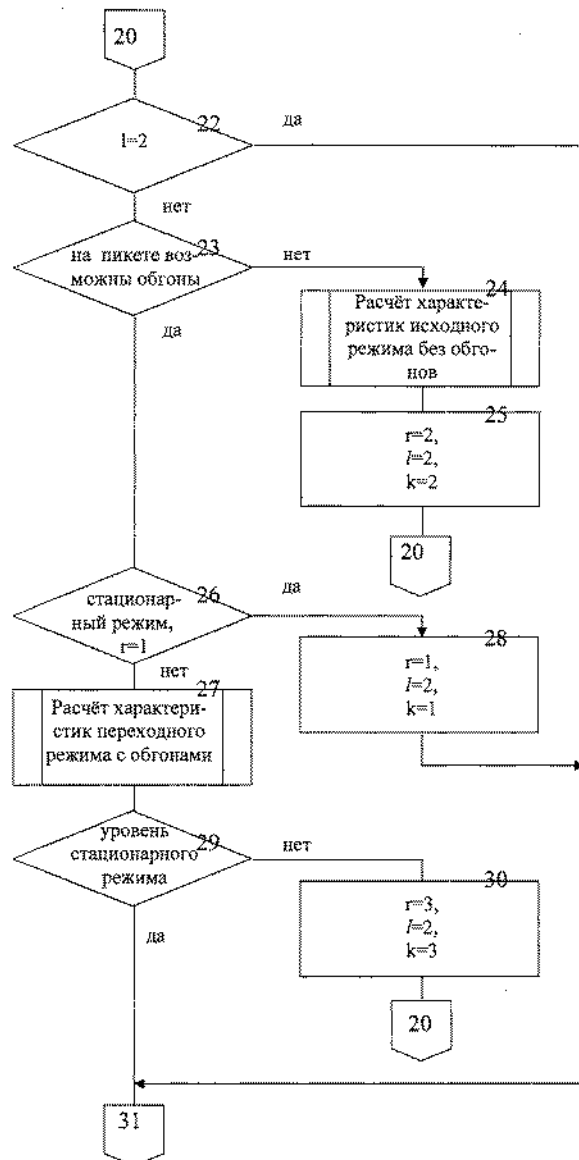 20
22
l=2
да
нет
23
на пикете воз-
можны обгоны
нет
да
24
Расчёт характе-
ристик исходного
режима без обго-
нов
25
r=2,
l=2,
k=2
20
26
стационар-
ный режим,
r=1
да
нет
28
r=1,
l=2,
k=1
27
Расчёт характери-
стик переходного
режима с обгонами
29
уровень
стационарного
режима
нет
да
30
r=3,
l=2,
k=3
20
31